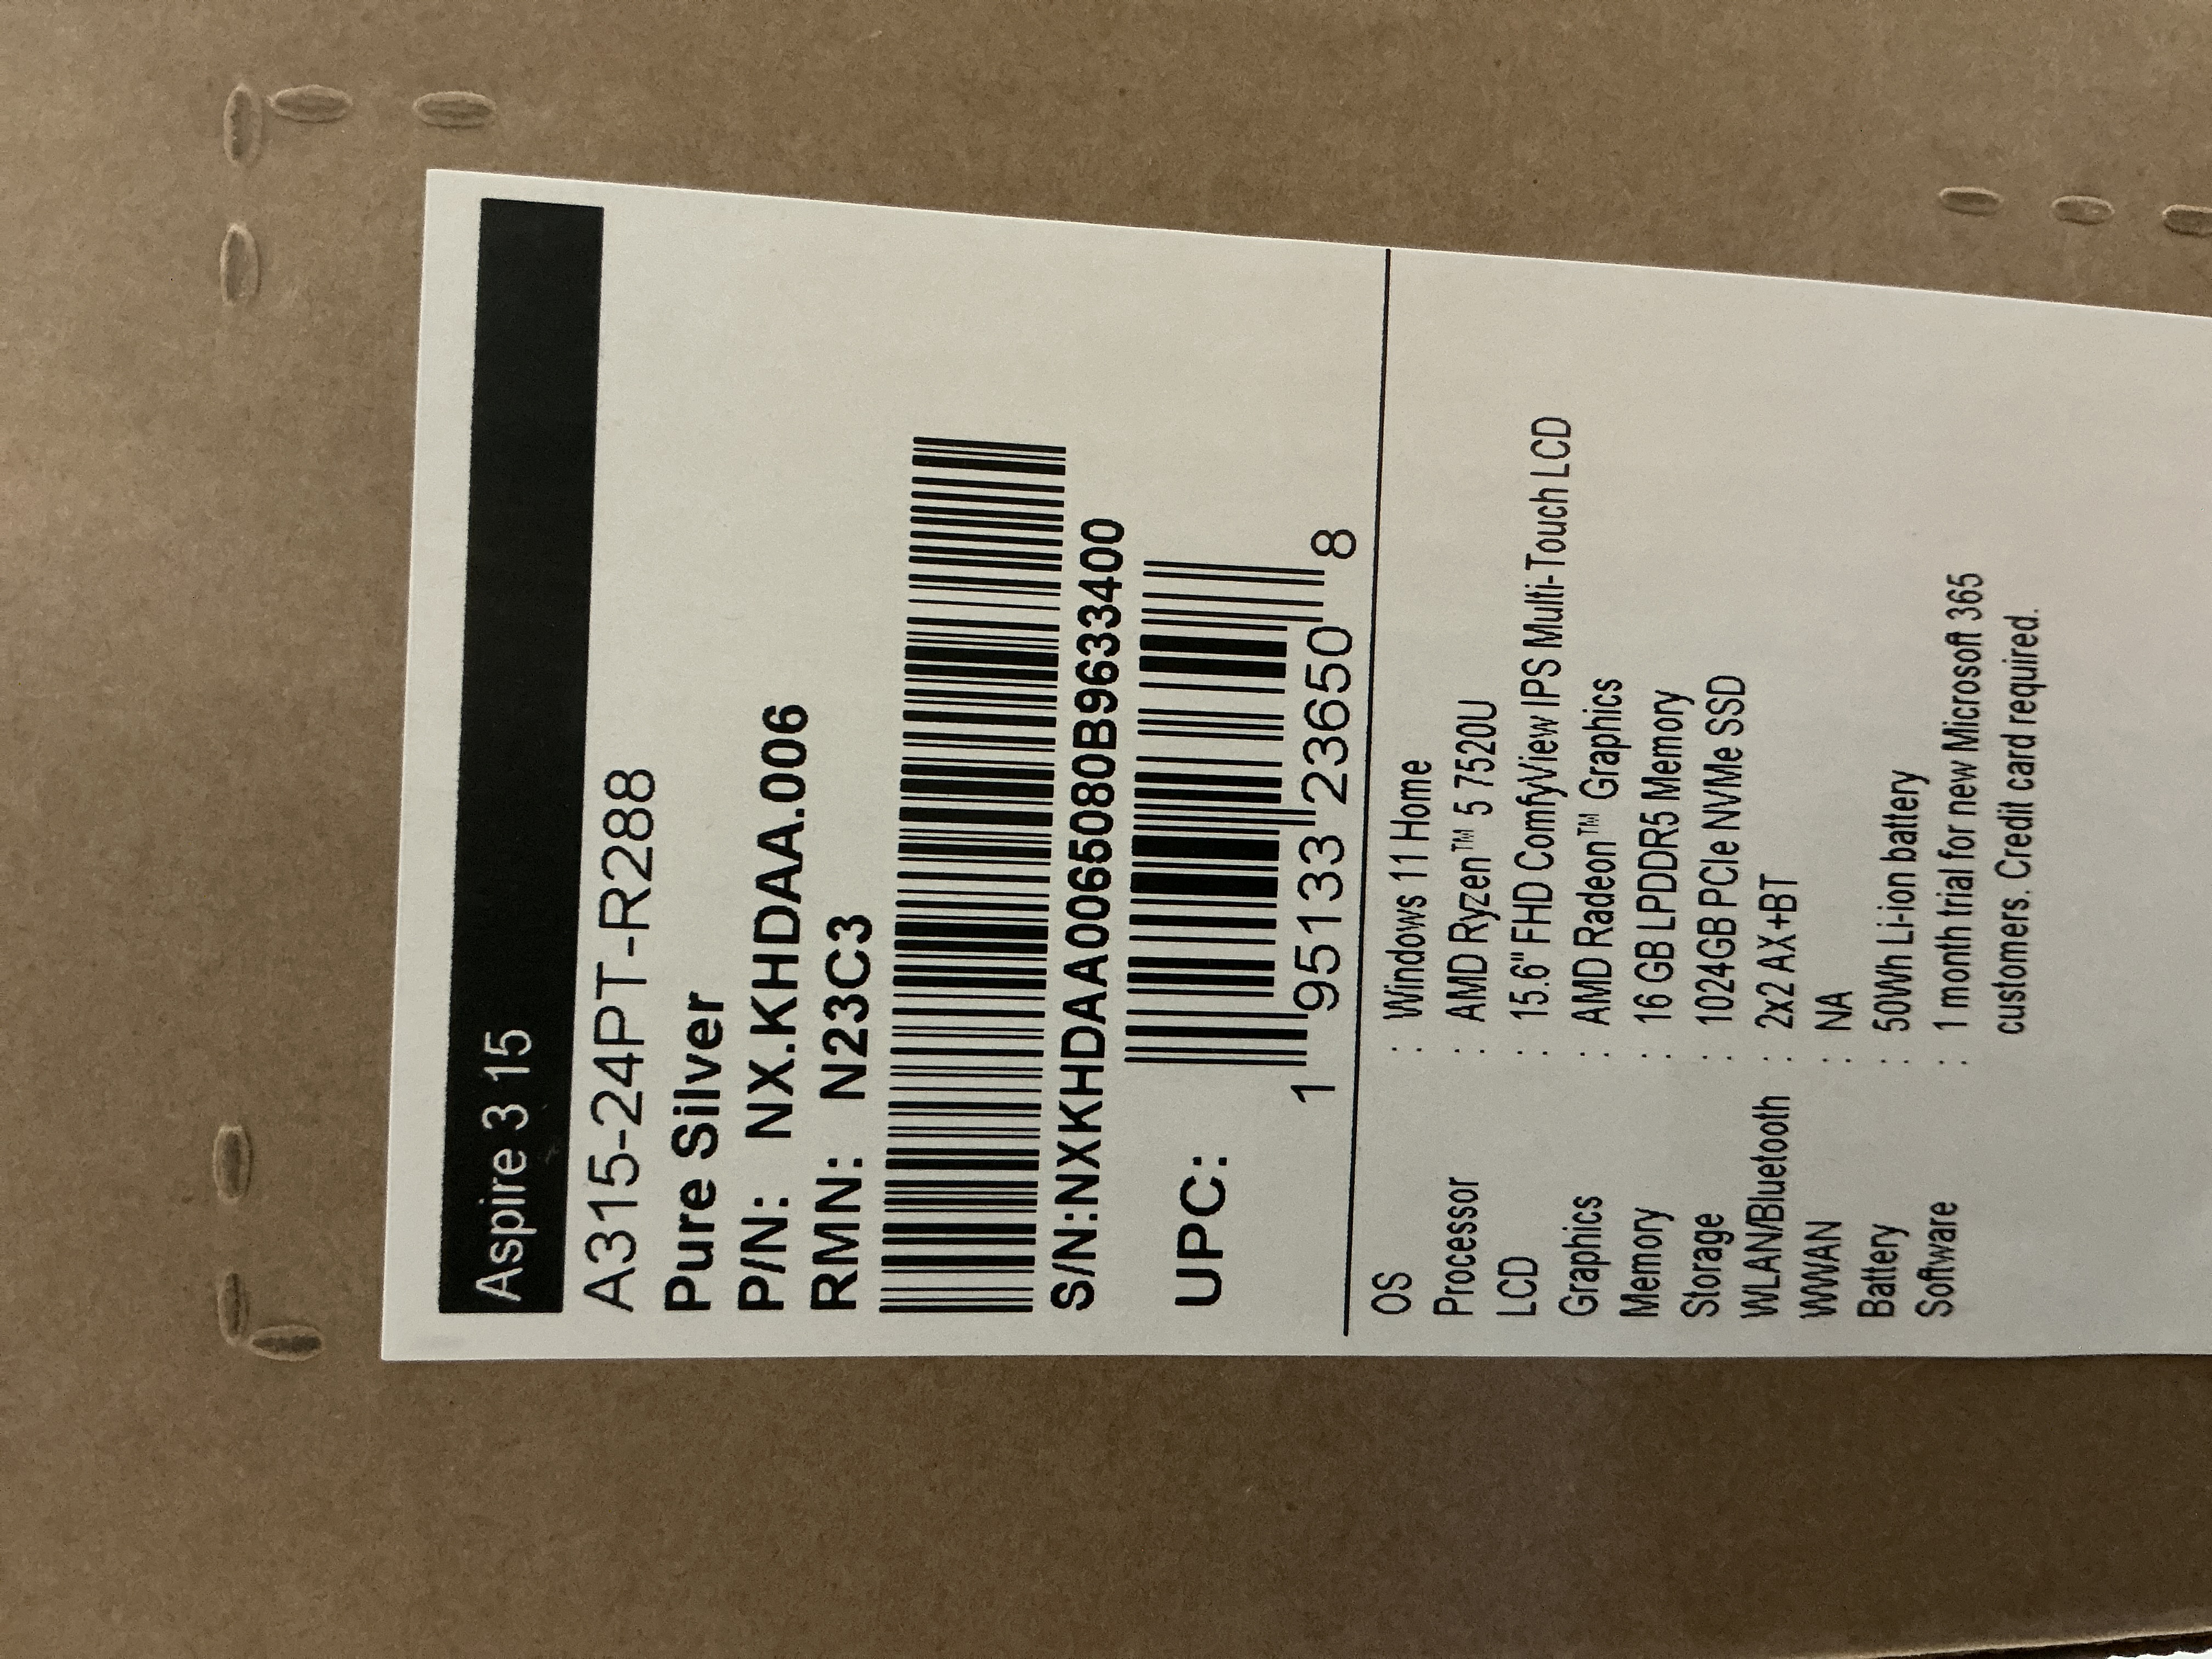 Aspire 3 15
A315-24PT-R288
Pure Silver
P/N: NX.KHDAA.006
RMN: N23C3
S/N:NXKHDAA0065080B9633400
UPC:
1 95133 23650 8
OS : Windows 11 Home
Processor : AMD Ryzen™ 5 7520U
LCD : 15.6" FHD ComfyView IPS Multi-Touch LCD
Graphics : AMD Radeon™ Graphics
Memory : 16 GB LPDDR5 Memory
Storage : 1024GB PCIe NVMe SSD
WLAN/Bluetooth : 2x2 AX+BT
WWAN : NA
Battery : 50Wh Li-ion battery
Software : 1 month trial for new Microsoft 365
customers. Credit card required.